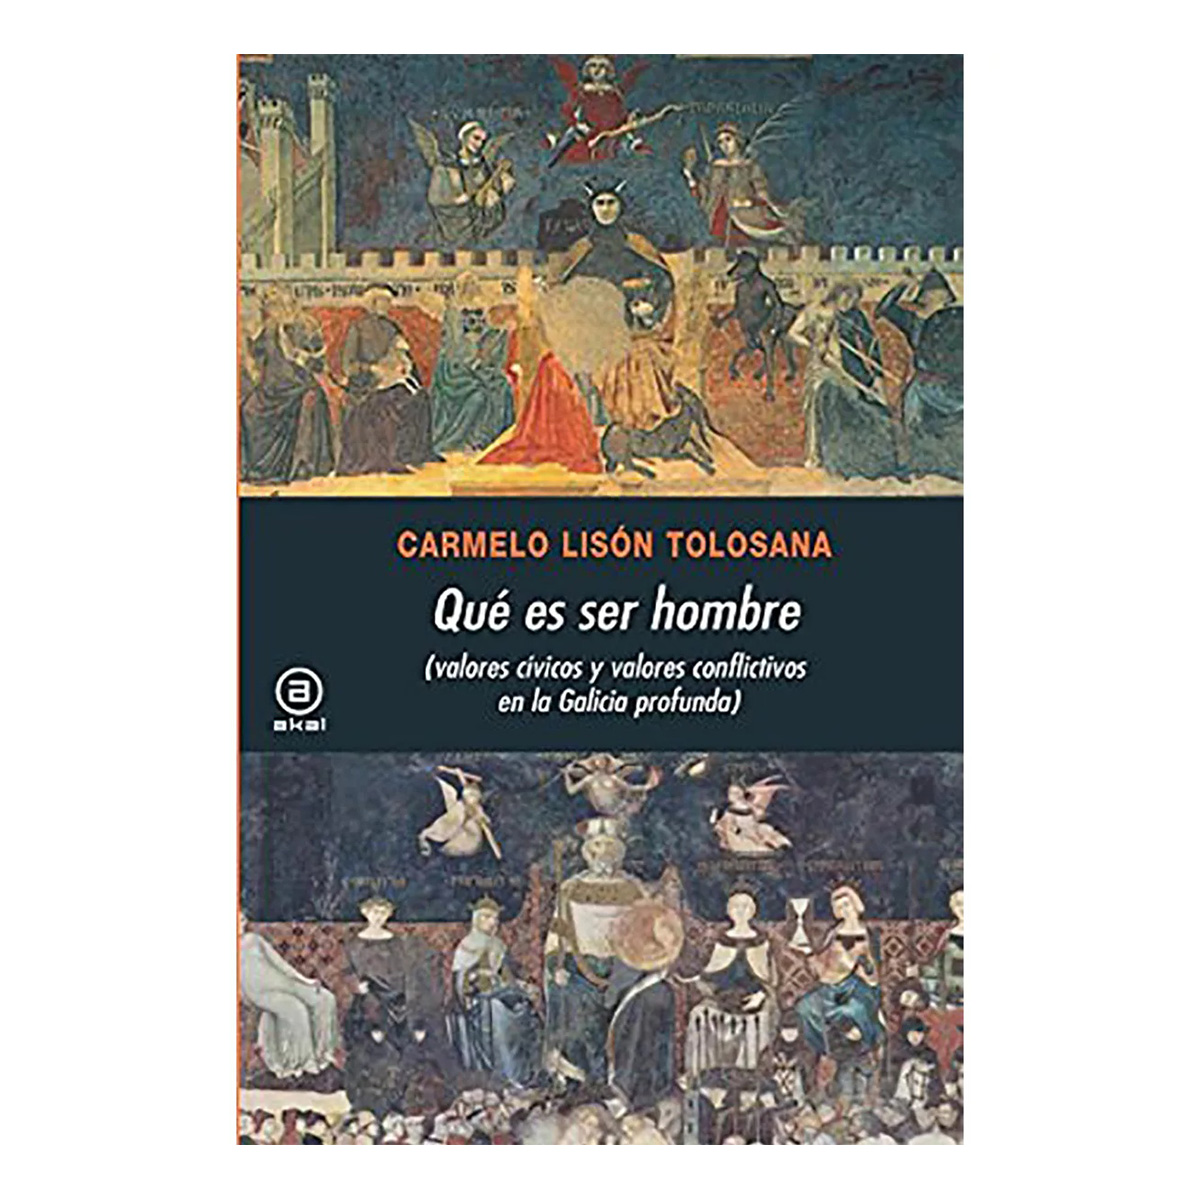 CARMELO LISÓN TOLOSANA
Qué es ser hombre
(valores cívicos y valores conflictivos
en la Galicia profunda)
a
akal